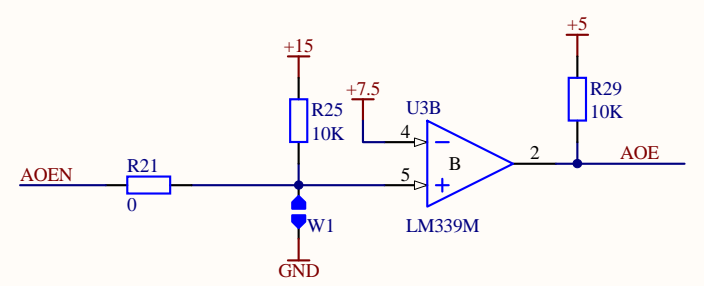 +5
+15
+7.5
R29
10K
R25
10K
U3B
4
B
2
AOE
R21
AOEN
5
0
W1
LM339M
GND